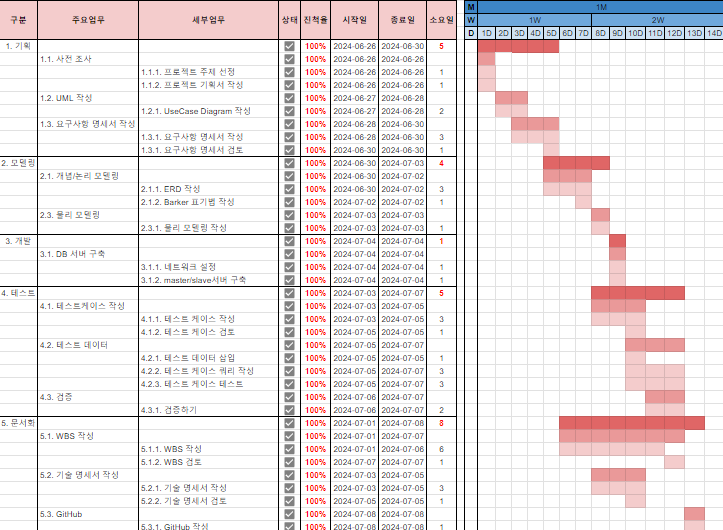 구분 주요업무 세부업무 상태 진척율 시작일 종료일 소요일 M 1M
W 1W 2W
D 1D 2D 3D 4D 5D 6D 7D 8D 9D 10D 11D 12D 13D 14D
1. 기획 100% 2024-06-26 2024-06-30 5
1.1. 사전 조사 100% 2024-06-26 2024-06-26
1.1.1. 프로젝트 주제 선정 100% 2024-06-26 2024-06-26 1
1.1.2. 프로젝트 기획서 작성 100% 2024-06-26 2024-06-26 1
1.2. UML 작성 100% 2024-06-27 2024-06-28
1.2.1. UseCase Diagram 작성 100% 2024-06-27 2024-06-28 2
1.3. 요구사항 명세서 작성 100% 2024-06-28 2024-06-30
1.3.1. 요구사항 명세서 작성 100% 2024-06-28 2024-06-30 3
1.3.1. 요구사항 명세서 검토 100% 2024-06-30 2024-06-30 1
2. 모델링 100% 2024-06-30 2024-07-03 4
2.1. 개념/논리 모델링 100% 2024-06-30 2024-07-02
2.1.1. ERD 작성 100% 2024-06-30 2024-07-02 3
2.1.2. Barker 표기법 작성 100% 2024-07-02 2024-07-02 1
2.3. 물리 모델링 100% 2024-07-03 2024-07-03
2.3.1. 물리 모델링 작성 100% 2024-07-03 2024-07-03 1
3. 개발 100% 2024-07-04 2024-07-04 1
3.1. DB 서버 구축 100% 2024-07-04 2024-07-04
3.1.1. 네트워크 설정 100% 2024-07-04 2024-07-04 1
3.1.2. master/slave서버 구축 100% 2024-07-04 2024-07-04 1
4. 테스트 100% 2024-07-03 2024-07-07 5
4.1. 테스트케이스 작성 100% 2024-07-03 2024-07-05
4.1.1. 테스트 케이스 작성 100% 2024-07-03 2024-07-05 3
4.1.2. 테스트 케이스 검토 100% 2024-07-05 2024-07-05 1
4.2. 테스트 데이터 100% 2024-07-05 2024-07-07
4.2.1. 테스트 데이터 삽입 100% 2024-07-05 2024-07-05 1
4.2.2. 테스트 케이스 쿼리 작성 100% 2024-07-05 2024-07-07 3
4.2.3. 테스트 케이스 테스트 100% 2024-07-05 2024-07-07 3
4.3. 검증 100% 2024-07-06 2024-07-07
4.3.1. 검증하기 100% 2024-07-06 2024-07-07 2
5. 문서화 100% 2024-07-01 2024-07-08 8
5.1. WBS 작성 100% 2024-07-01 2024-07-07
5.1.1. WBS 작성 100% 2024-07-01 2024-07-06 6
5.1.2. WBS 검토 100% 2024-07-07 2024-07-07 1
5.2. 기술 명세서 작성 100% 2024-07-03 2024-07-05
5.2.1. 기술 명세서 작성 100% 2024-07-03 2024-07-05 3
5.2.2. 기술 명세서 검토 100% 2024-07-05 2024-07-05 1
5.3. GitHub 100% 2024-07-08 2024-07-08
5.3.1. GitHub 작성 100% 2024-07-08 2024-07-08 1